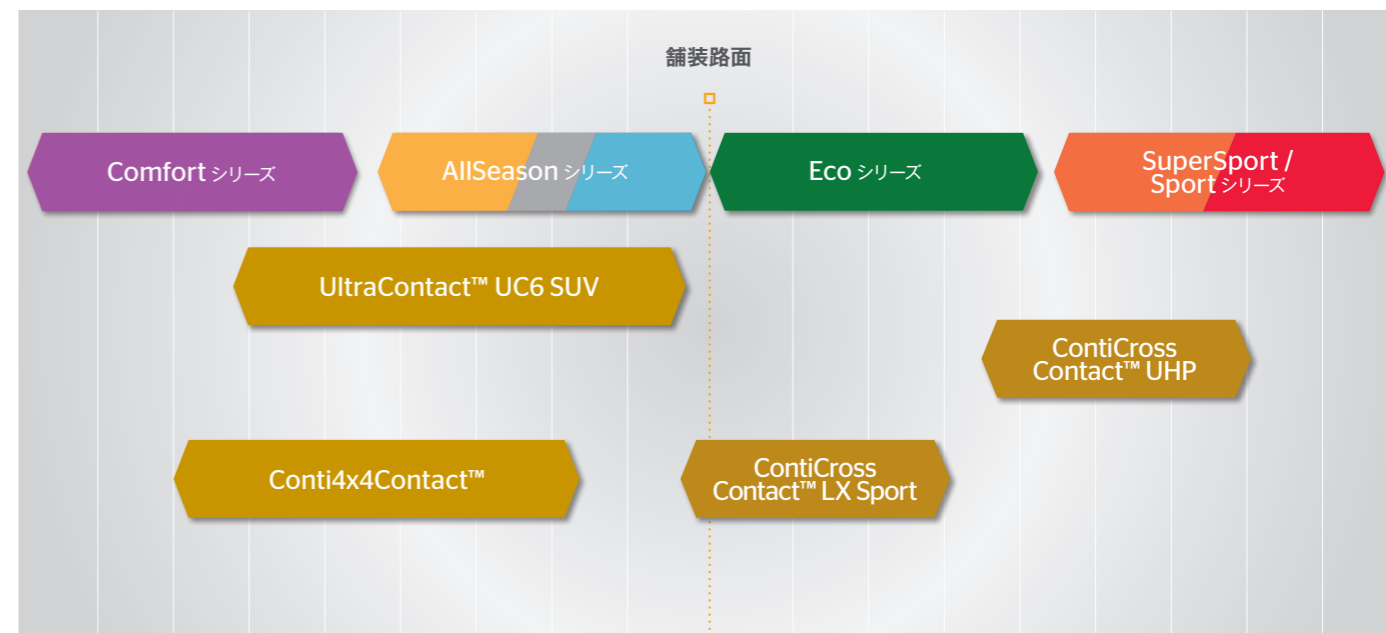 舗装路面
Comfort シリーズ
AllSeason シリーズ
Eco シリーズ
SuperSport /
Sport シリーズ
UltraContact™ UC6 SUV
ContiCross
Contact™ UHP
Conti4x4Contact™
ContiCross
Contact™ LX Sport